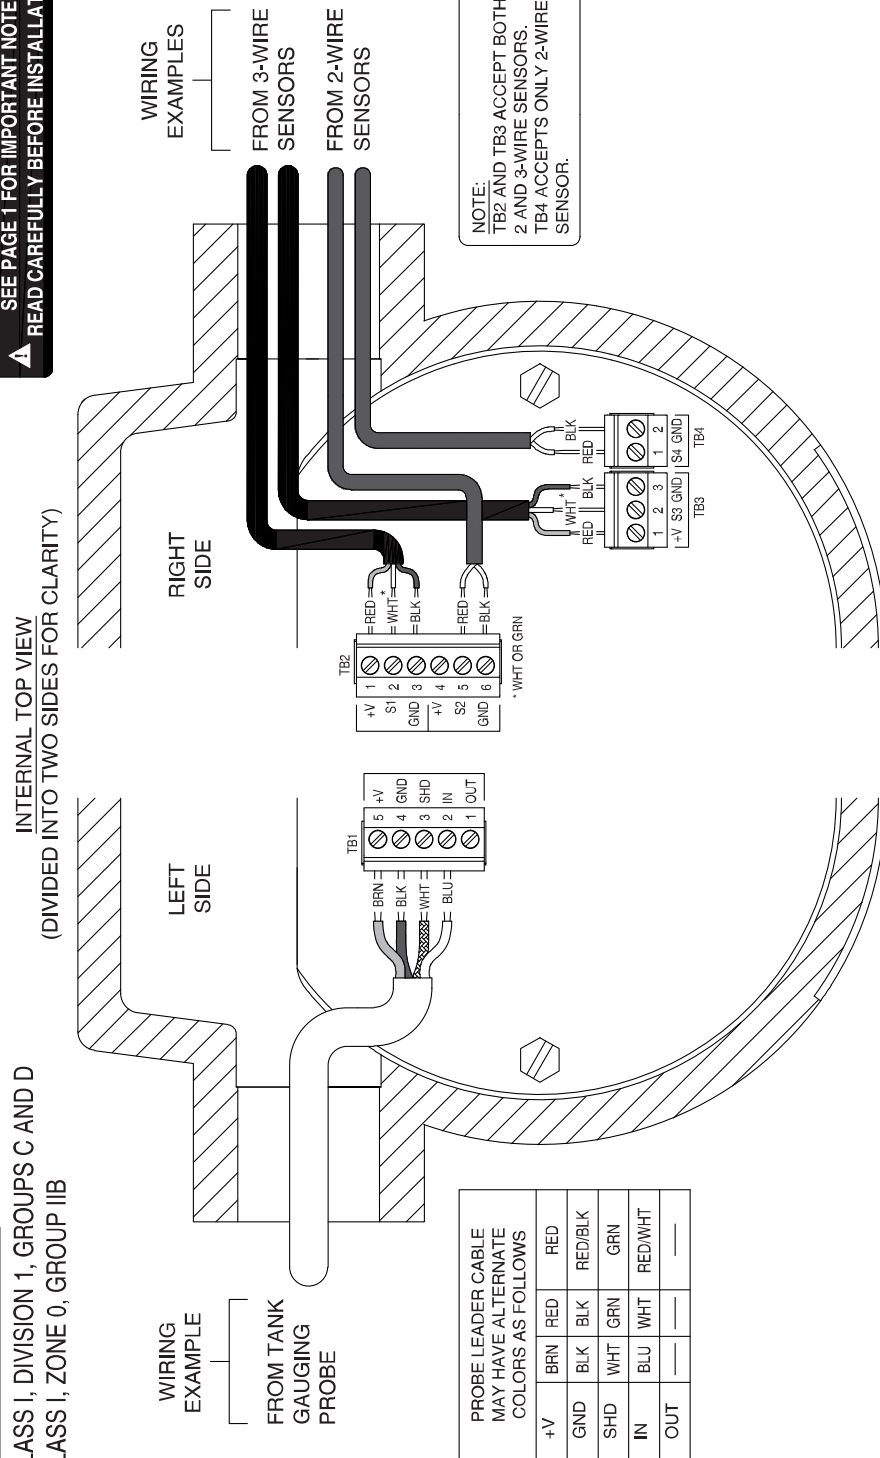 SEE PAGE 1 FOR IMPORTANT NOTE
READ CAREFULLY BEFORE INSTALLAT
CLASS I, DIVISION 1, GROUPS C AND D
CLASS I, ZONE 0, GROUP IIB
INTERNAL TOP VIEW
(DIVIDED INTO TWO SIDES FOR CLARITY)
LEFT
SIDE
RIGHT
SIDE
WIRING
EXAMPLE
FROM TANK
GAUGING
PROBE
WIRING
EXAMPLES
FROM 3-WIRE
SENSORS
FROM 2-WIRE
SENSORS
TB1
BRN 5 +V
BLK 4 GND
WHT 3 SHD
BLU 2 IN
1 OUT
TB2
+V 1 RED
S1 2 WHT *
GND 3 BLK
+V 4
S2 5 RED
GND 6 BLK
* WHT OR GRN
RED WHT * BLK
1 2 3
+V S3 GND
TB3
RED BLK
1 2
S4 GND
TB4
PROBE LEADER CABLE
MAY HAVE ALTERNATE
COLORS AS FOLLOWS
+V BRN RED RED
GND BLK BLK RED/BLK
SHD WHT GRN GRN
IN BLU WHT RED/WHT
OUT — — —
NOTE:
TB2 AND TB3 ACCEPT BOTH
2 AND 3-WIRE SENSORS.
TB4 ACCEPTS ONLY 2-WIRE
SENSOR.